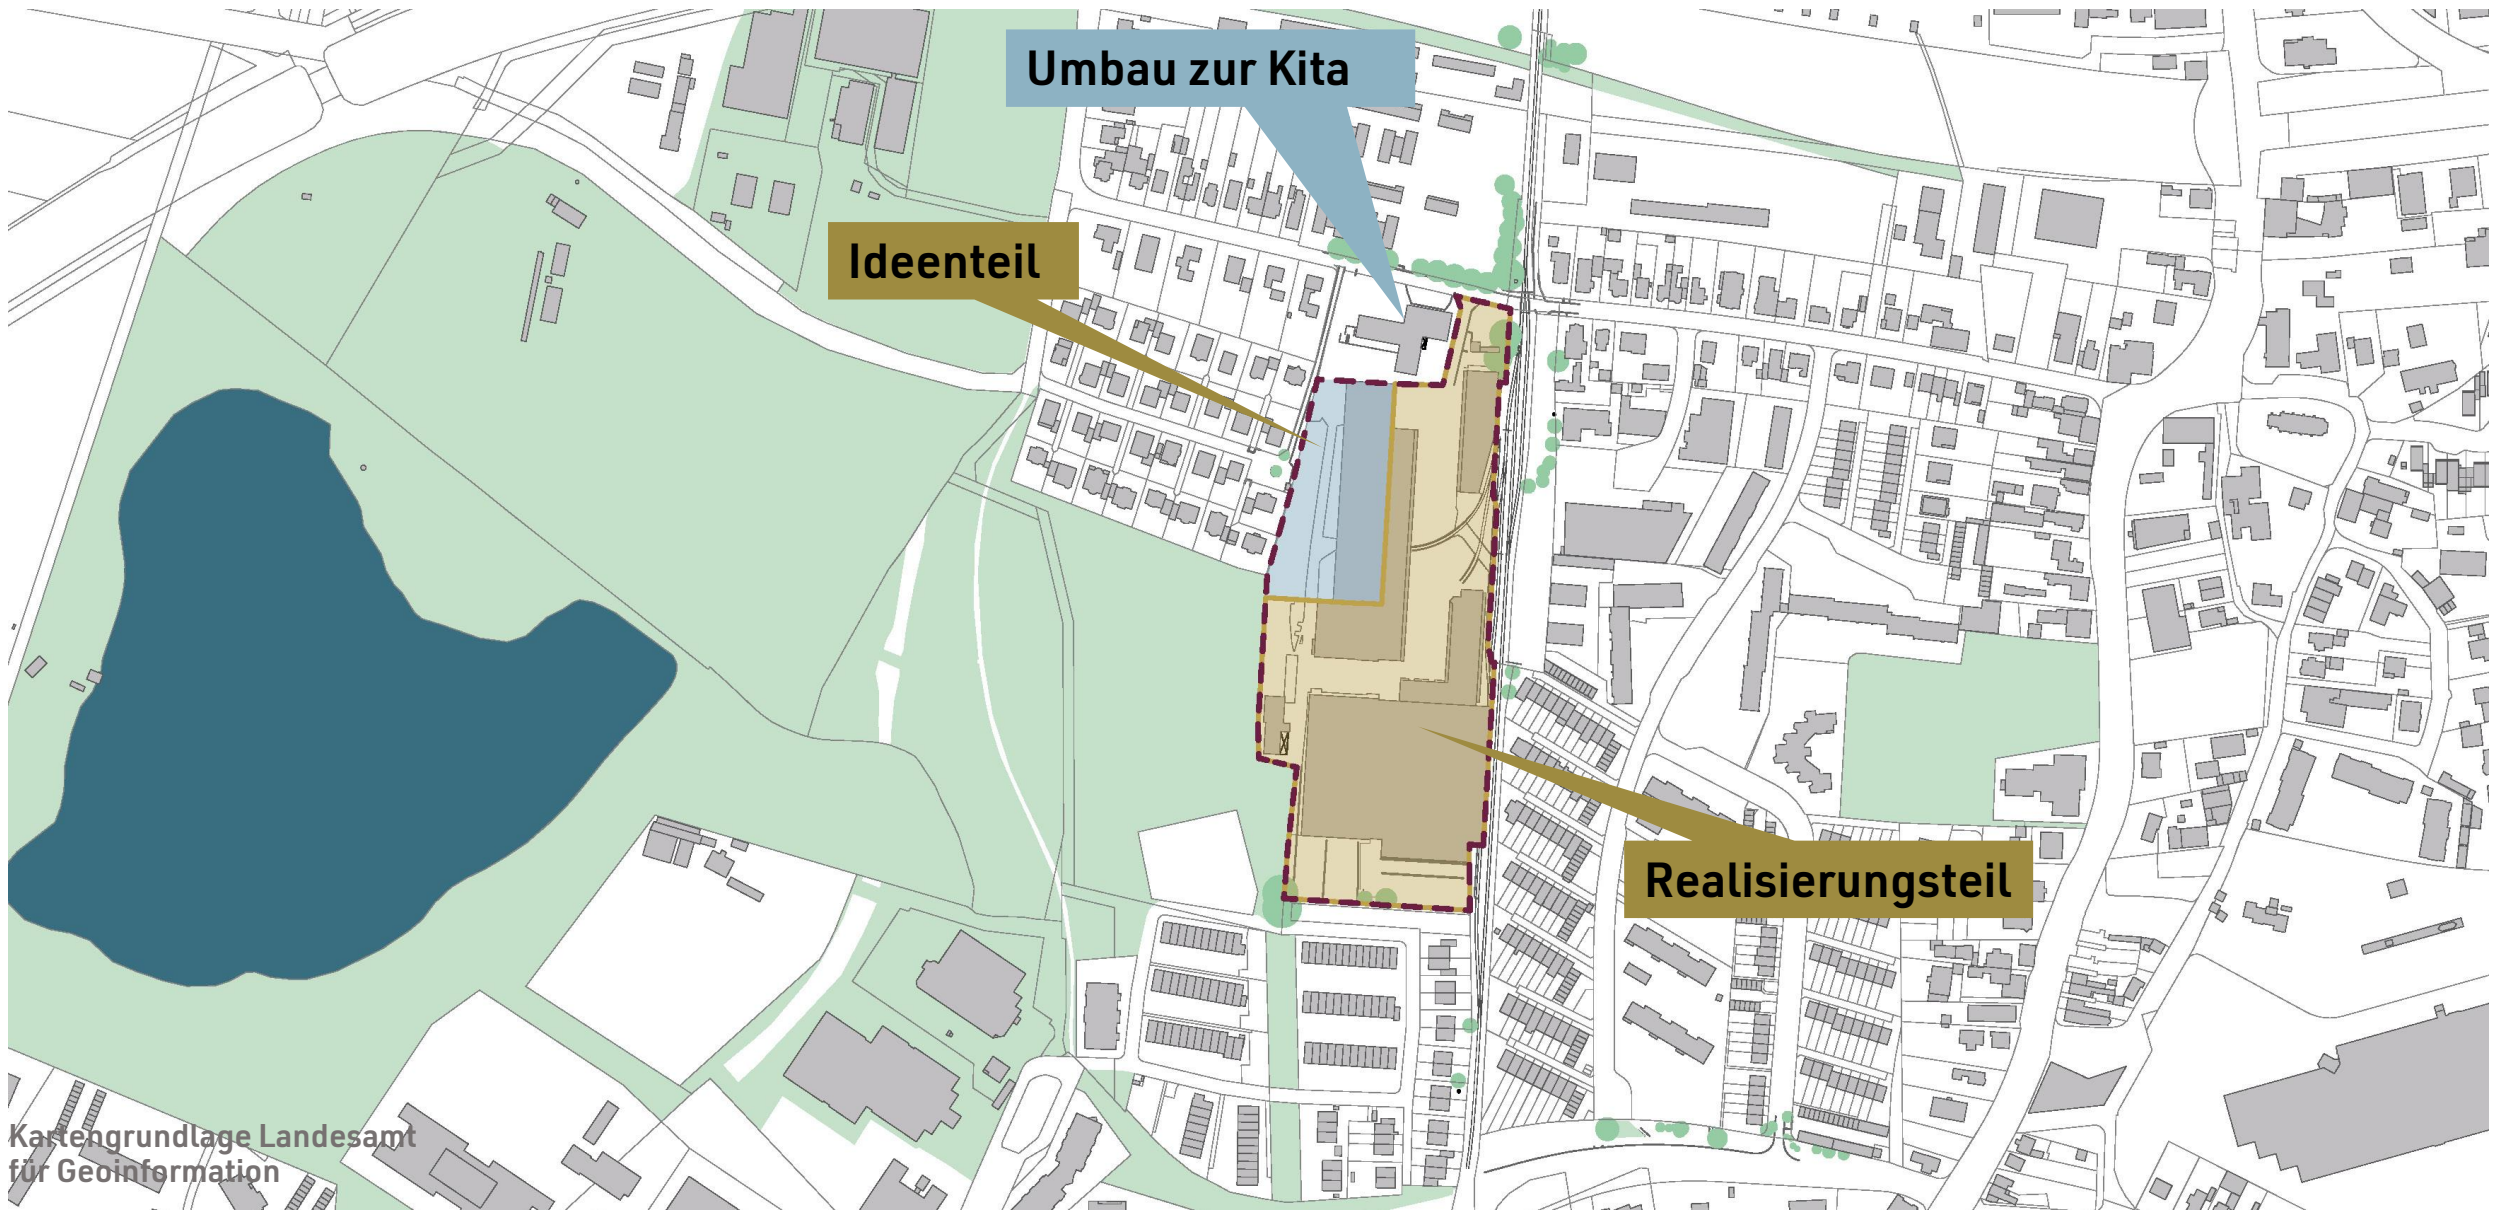 Umbau zur Kita
Ideenteil
Realisierungsteil
Kartengrundlage Landesamt
für Geoinformation